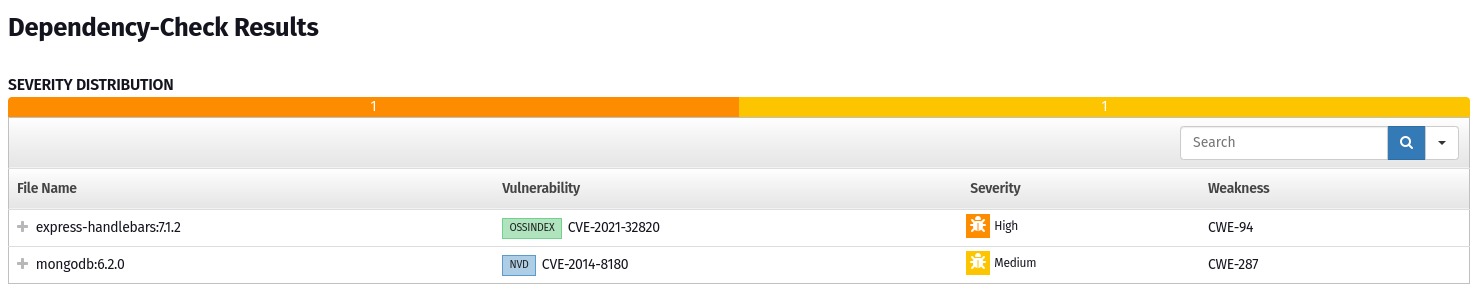 Dependency-Check Results
SEVERITY DISTRIBUTION
1 1
Search
File Name Vulnerability Severity Weakness
express-handlebars:7.1.2 OSSINDEX CVE-2021-32820 High CWE-94
mongodb:6.2.0 NVD CVE-2014-8180 Medium CWE-287